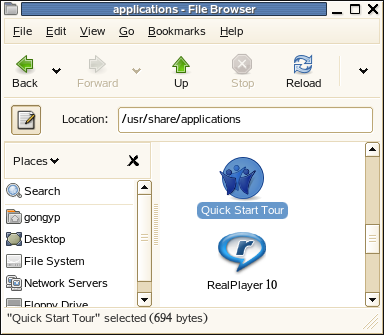 applications - File Browser
File Edit View Go Bookmarks Help
Back Forward Up Stop Reload
Location: /usr/share/applications
Places
Search
gongyp
Desktop
File System
Network Servers
Floppy Drive
Quick Start Tour
RealPlayer 10
"Quick Start Tour" selected (694 bytes)